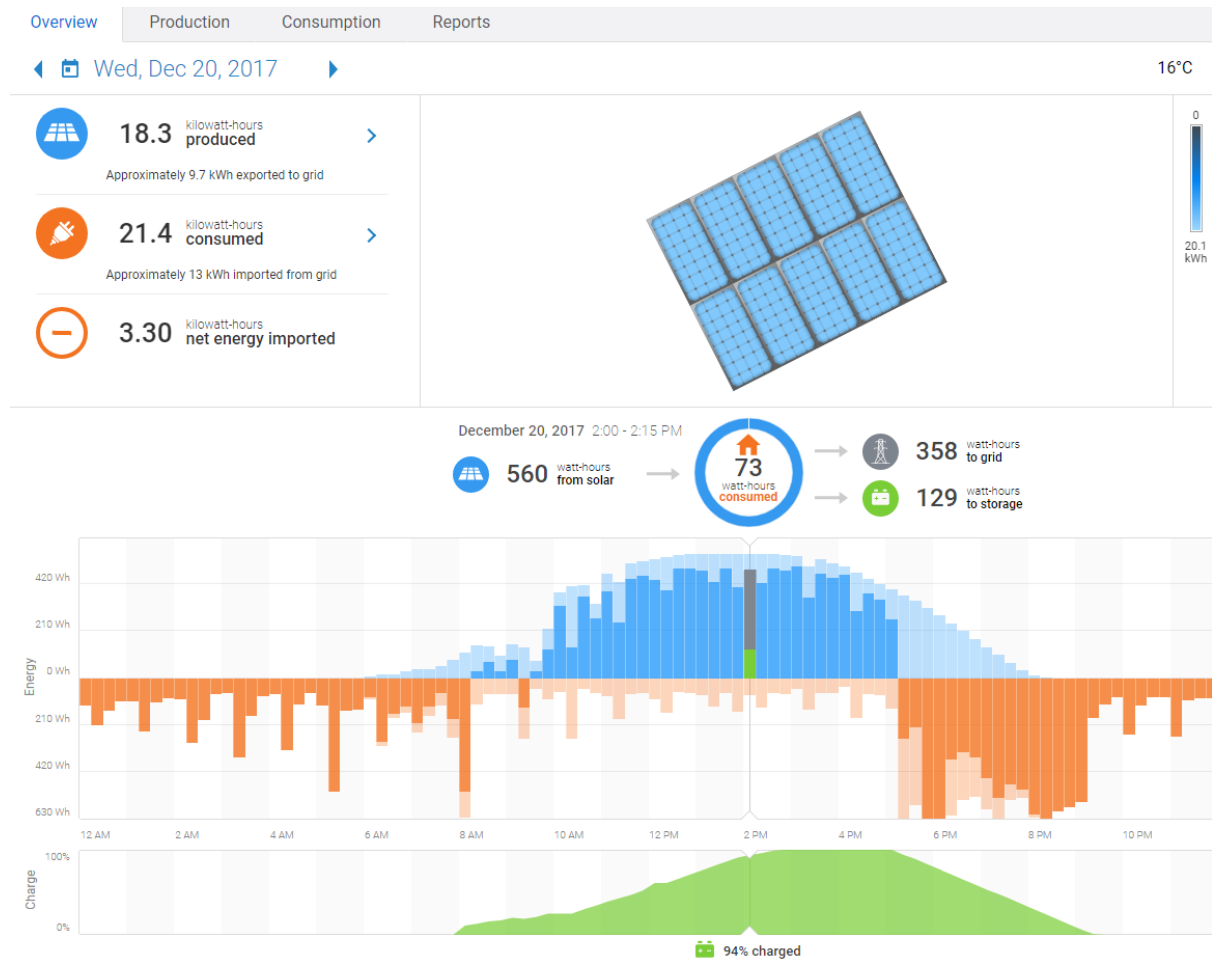 Overview Production Consumption Reports
Wed, Dec 20, 2017
16°C
18.3 kilowatt-hours produced
Approximately 9.7 kWh exported to grid
21.4 kilowatt-hours consumed
Approximately 13 kWh imported from grid
3.30 kilowatt-hours net energy imported
0
20.1
kWh
December 20, 2017 2:00 - 2:15 PM
560 watt-hours from solar
73
watt-hours
consumed
358 watt-hours to grid
129 watt-hours to storage
Energy
420 Wh
210 Wh
0 Wh
210 Wh
420 Wh
630 Wh
12 AM 2 AM 4 AM 6 AM 8 AM 10 AM 12 PM 2 PM 4 PM 6 PM 8 PM 10 PM
Charge
100%
0%
94% charged